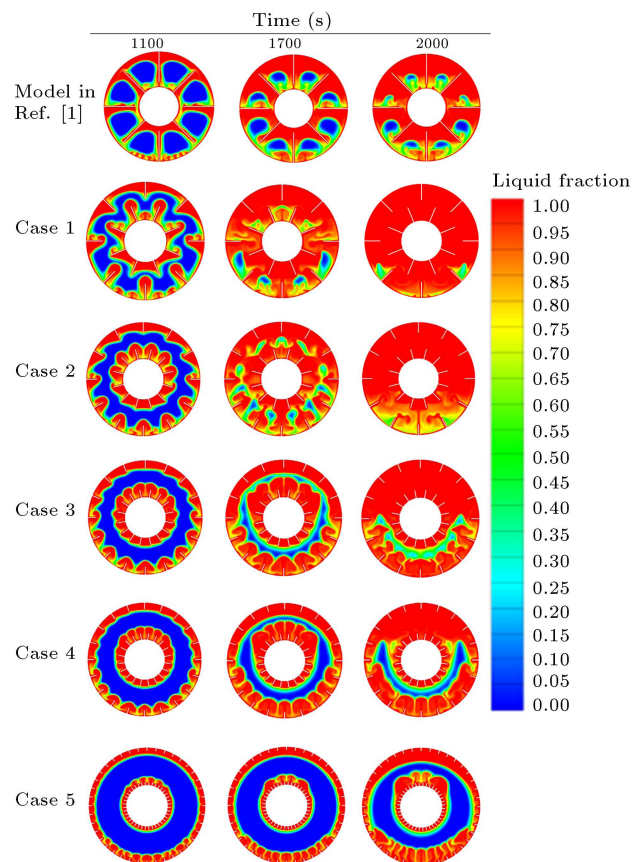 Time (s)
1100 1700 2000
Model in
Ref. [1]
Case 1
Case 2
Case 3
Case 4
Case 5
Liquid fraction
1.00
0.95
0.90
0.85
0.80
0.75
0.70
0.65
0.60
0.55
0.50
0.45
0.40
0.35
0.30
0.25
0.20
0.15
0.10
0.05
0.00